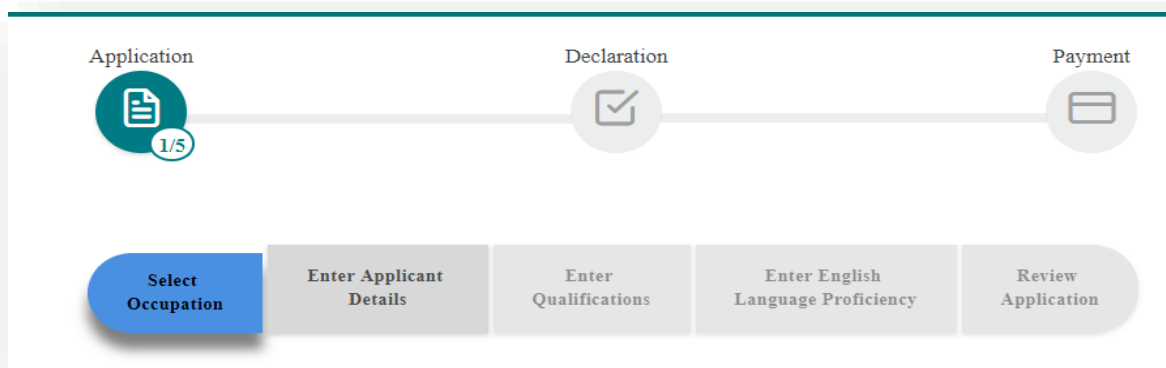 Application
Declaration
Payment
1/5
Select
Occupation
Enter Applicant
Details
Enter
Qualifications
Enter English
Language Proficiency
Review
Application